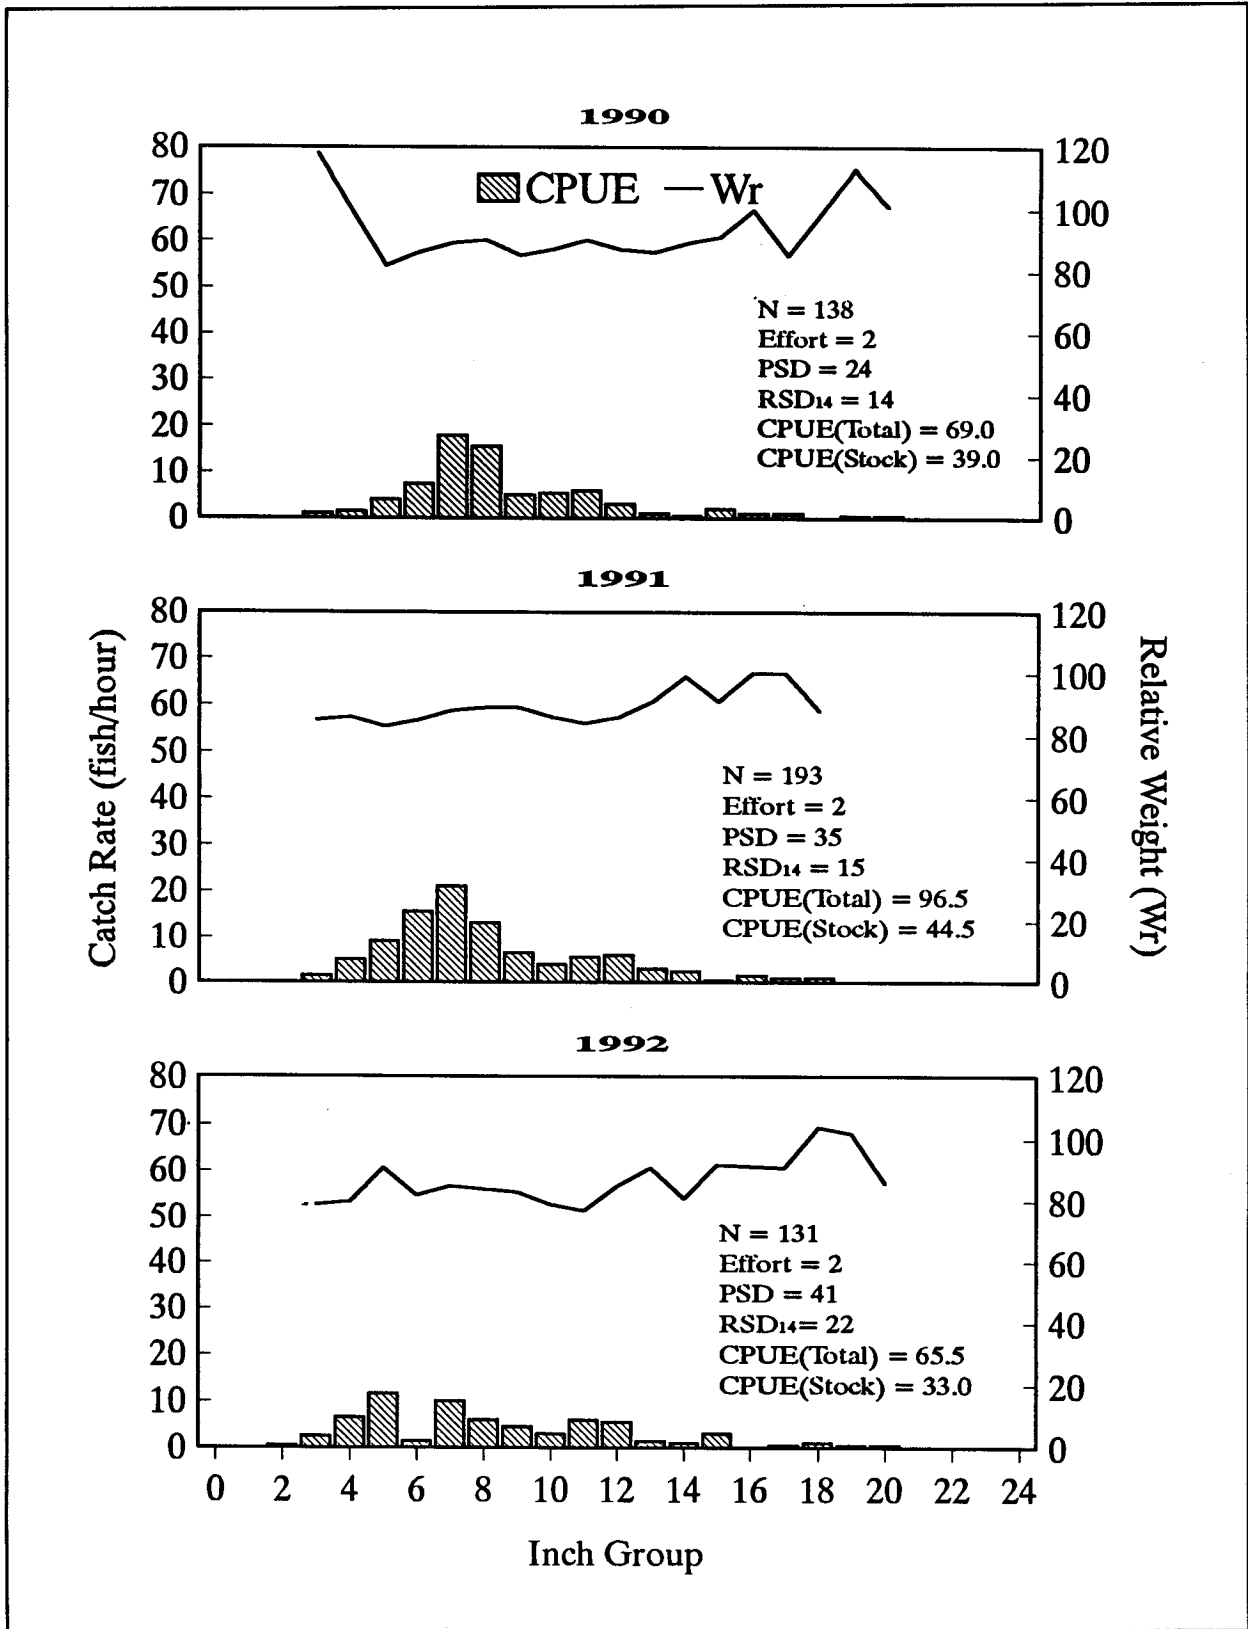 1990
80
70
60
50
40
30
20
10
0
120
100
80
60
40
20
0
CPUE Wr
N = 138
Effort = 2
PSD = 24
RSD14 = 14
CPUE(Total) = 69.0
CPUE(Stock) = 39.0
1991
80
70
60
50
40
30
20
10
0
120
100
80
60
40
20
0
Catch Rate (fish/hour)
Relative Weight (Wr)
N = 193
Effort = 2
PSD = 35
RSD14 = 15
CPUE(Total) = 96.5
CPUE(Stock) = 44.5
1992
80
70
60
50
40
30
20
10
0
120
100
80
60
40
20
0
N = 131
Effort = 2
PSD = 41
RSD14= 22
CPUE(Total) = 65.5
CPUE(Stock) = 33.0
0 2 4 6 8 10 12 14 16 18 20 22 24
Inch Group